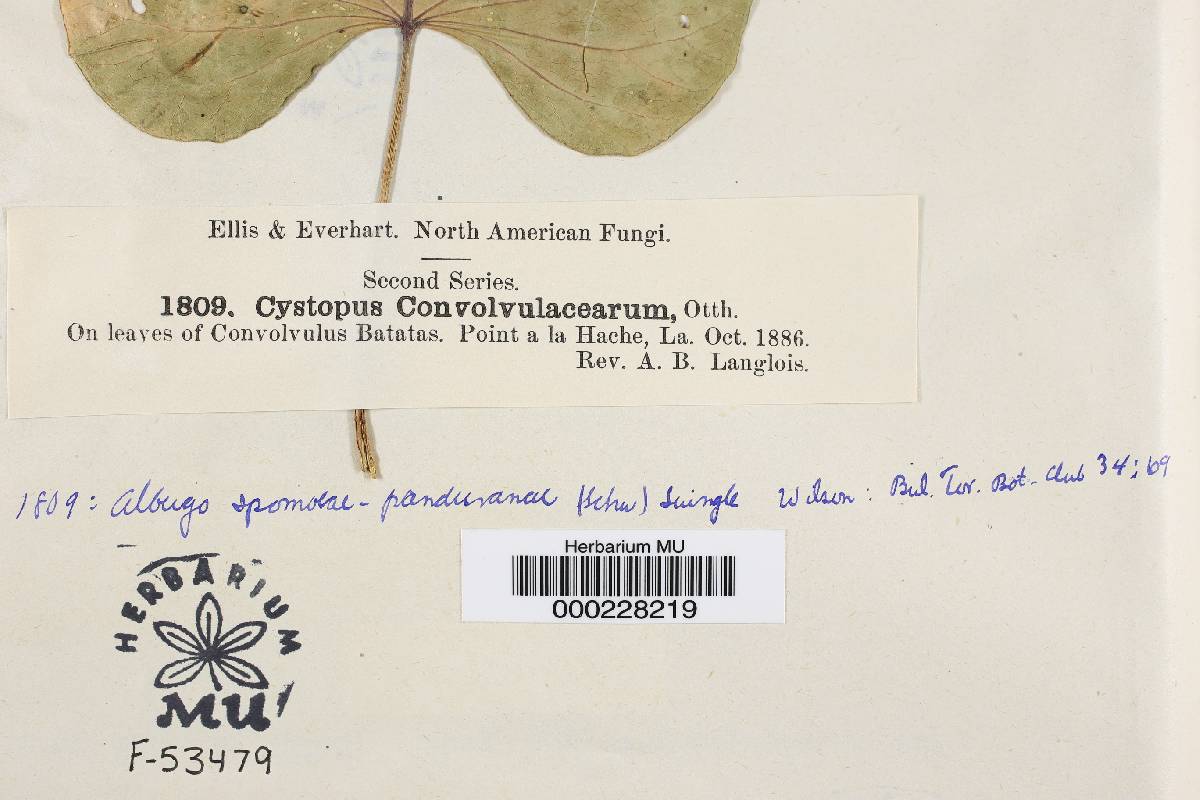 Ellis & Everhart. North American Fungi.
Second Series.
1809. Cystopus Convolvulacearum, Otth.
On leaves of Convolvulus Batatas. Point a la Hache, La. Oct. 1886.
Rev. A. B. Langlois.
1809: Albugo Ipomoeae-panduranae (Schw) Swingle Wilson: Bul. Tor. Bot. Club 34: 69
Herbarium MU
000228219
HERBARIUM
MU
F-53479